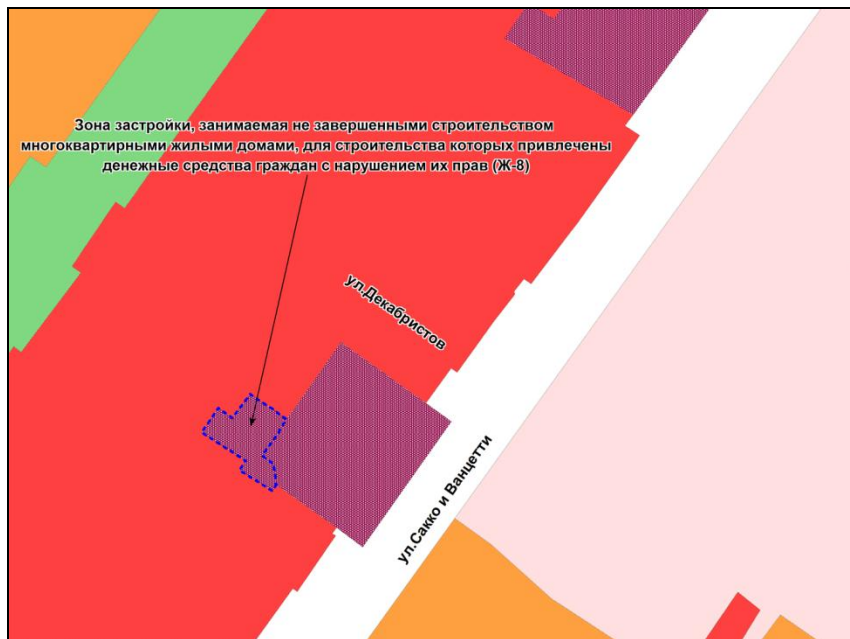 Зона застройки, занимаемая не завершенными строительством
многоквартирными жилыми домами, для строительства которых привлечены
денежные средства граждан с нарушением их прав (Ж-8)
ул.Декабристов
ул.Сакко и Ванцетти